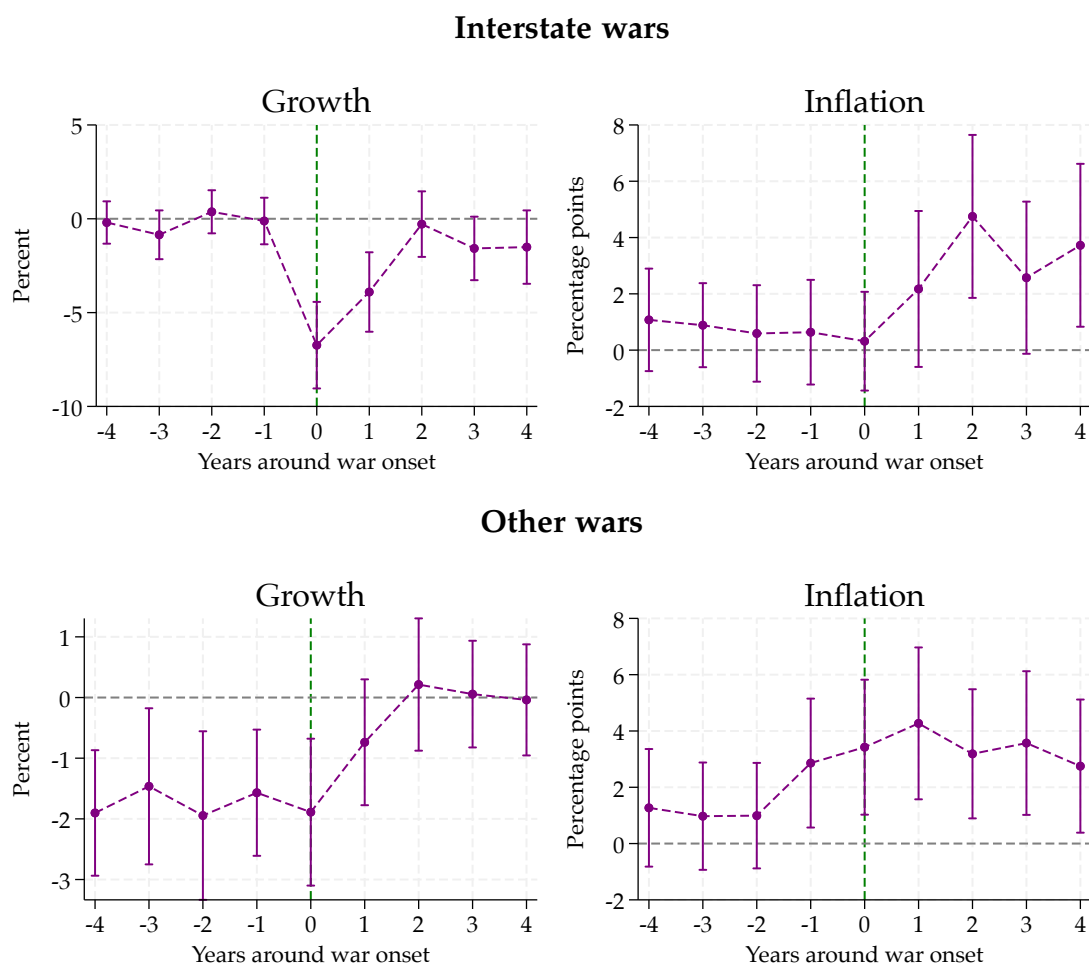 Interstate wars
Growth
Percent
5
0
-5
-10
-4 -3 -2 -1 0 1 2 3 4
Years around war onset
Inflation
Percentage points
8
6
4
2
0
-2
-4 -3 -2 -1 0 1 2 3 4
Years around war onset
Other wars
Growth
Percent
1
0
-1
-2
-3
-4 -3 -2 -1 0 1 2 3 4
Years around war onset
Inflation
Percentage points
8
6
4
2
0
-2
-4 -3 -2 -1 0 1 2 3 4
Years around war onset